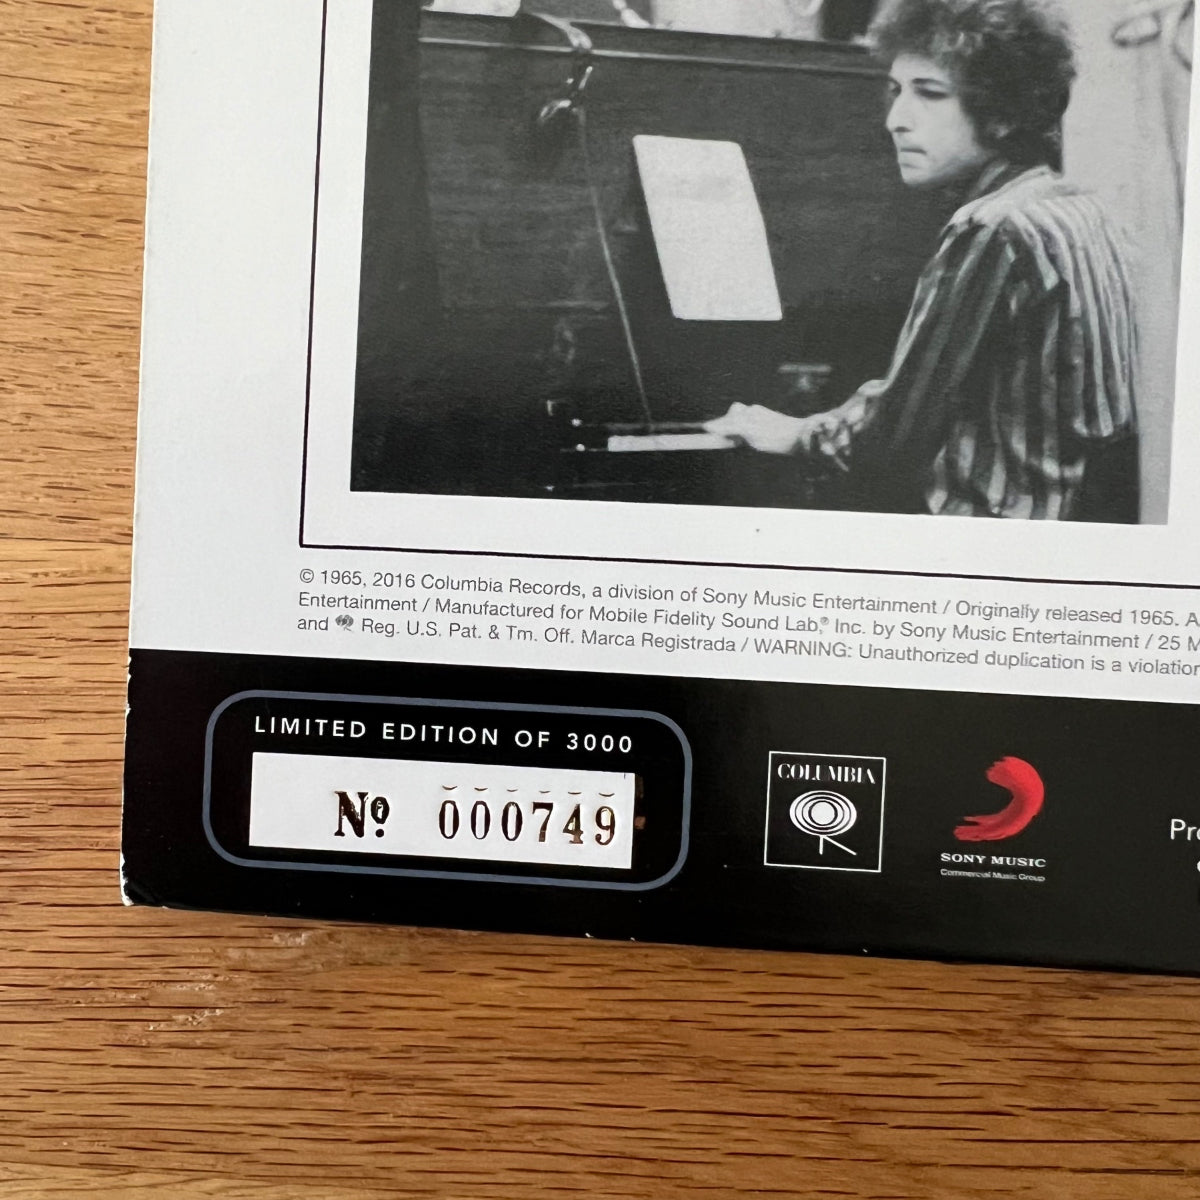 © 1965, 2016 Columbia Records, a division of Sony Music Entertainment / Originally released 1965.
Entertainment / Manufactured for Mobile Fidelity Sound Lab,® Inc. by Sony Music Entertainment / 25
and Reg. U.S. Pat. & Tm. Off. Marca Registrada / WARNING: Unauthorized duplication is a violation
LIMITED EDITION OF 3000
Nº 000749
COLUMBIA
SONY MUSIC
Commercial Music Group